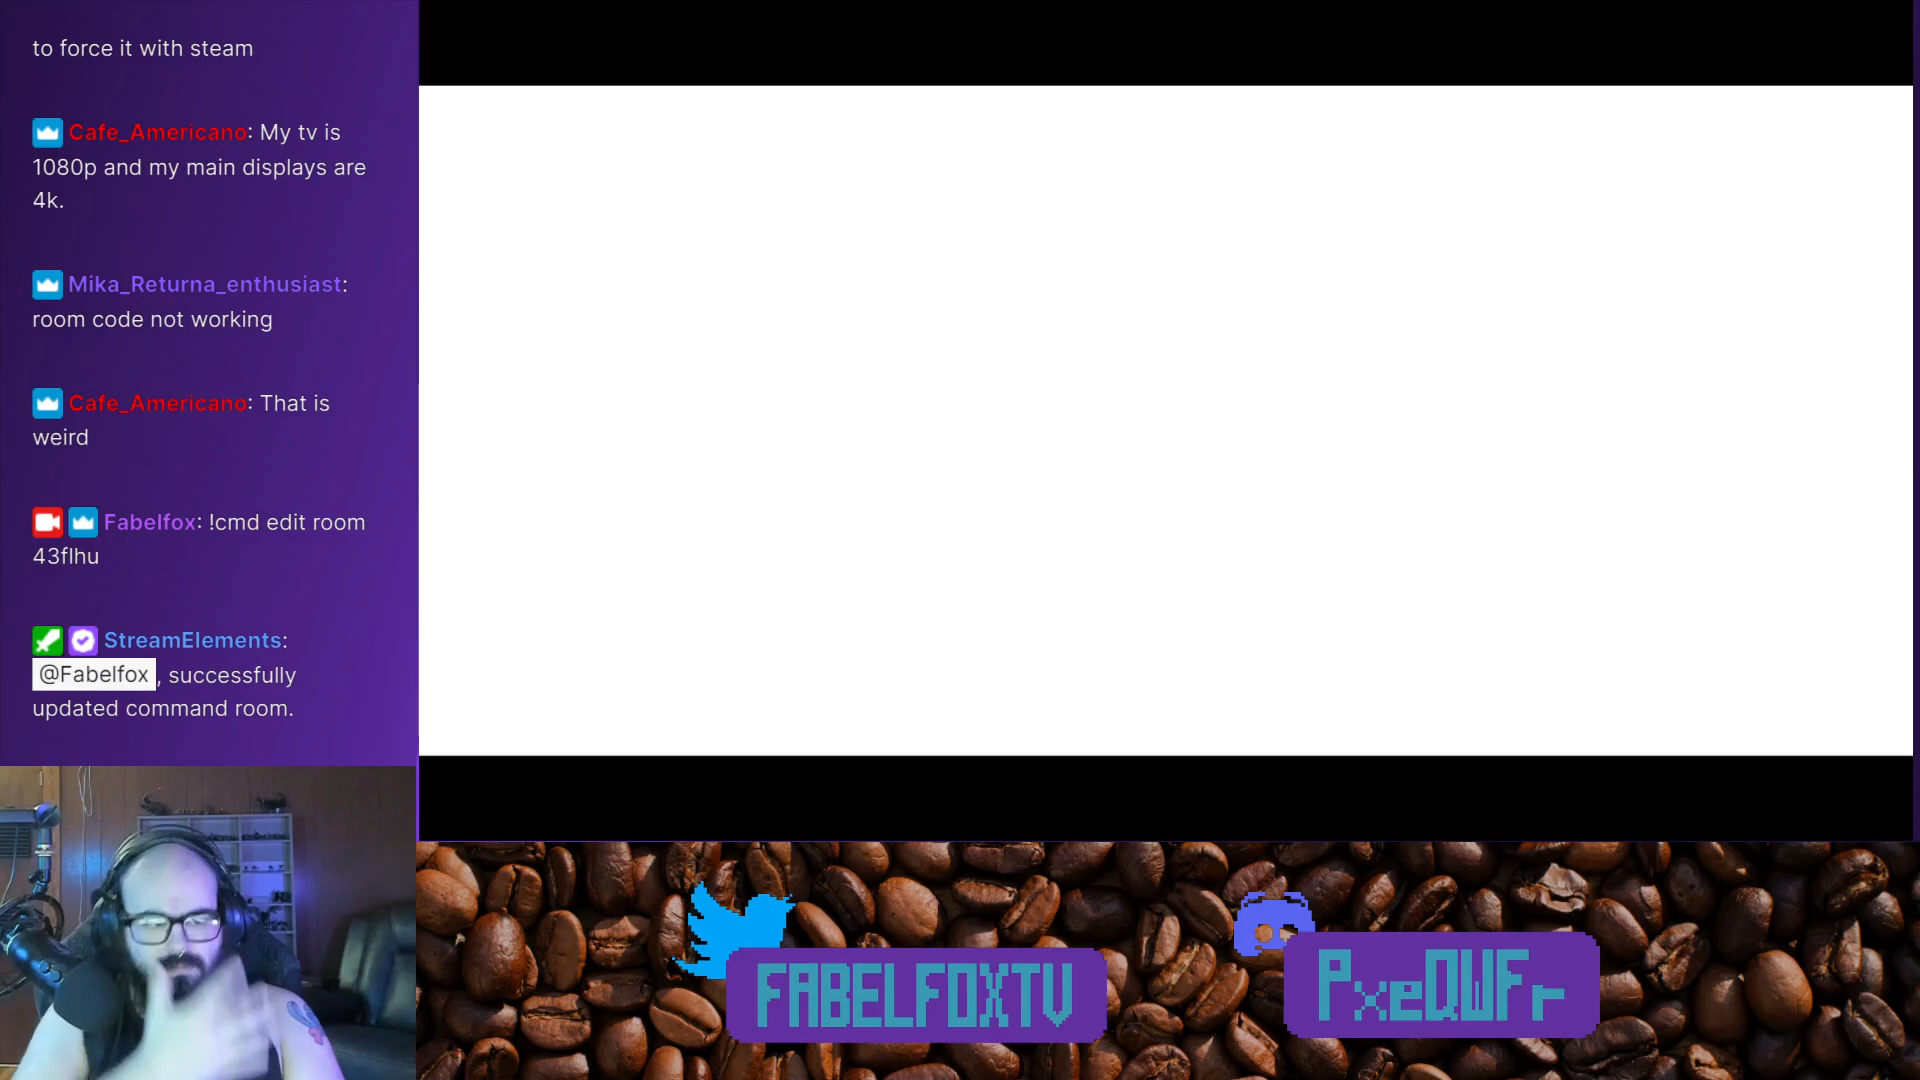 to force it with steam
Cafe_Americano: My tv is
1080p and my main displays are
4k.
Mika_Returna_enthusiast:
room code not working
Cafe_Americano: That is
weird
Fabelfox: !cmd edit room
43flhu
StreamElements:
@Fabelfox, successfully
updated command room.
FABELFOXTV
PxeQWFr